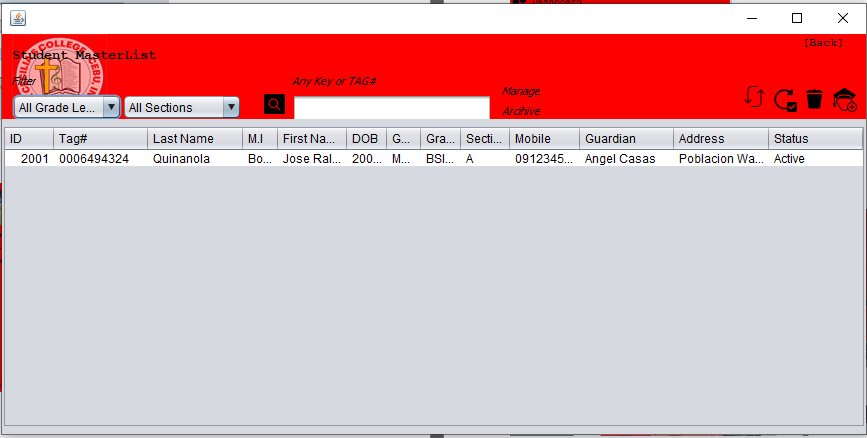 [Back]
Student MasterList
Filter
Any Key or TAG#
Manage
All Grade Le... All Sections
Archive
ID Tag# Last Name M.I First Na... DOB G... Gra... Secti... Mobile Guardian Address Status
2001 0006494324 Quinanola Bo... Jose Ral... 200... M... BSI... A 0912345... Angel Casas Poblacion Wa... Active